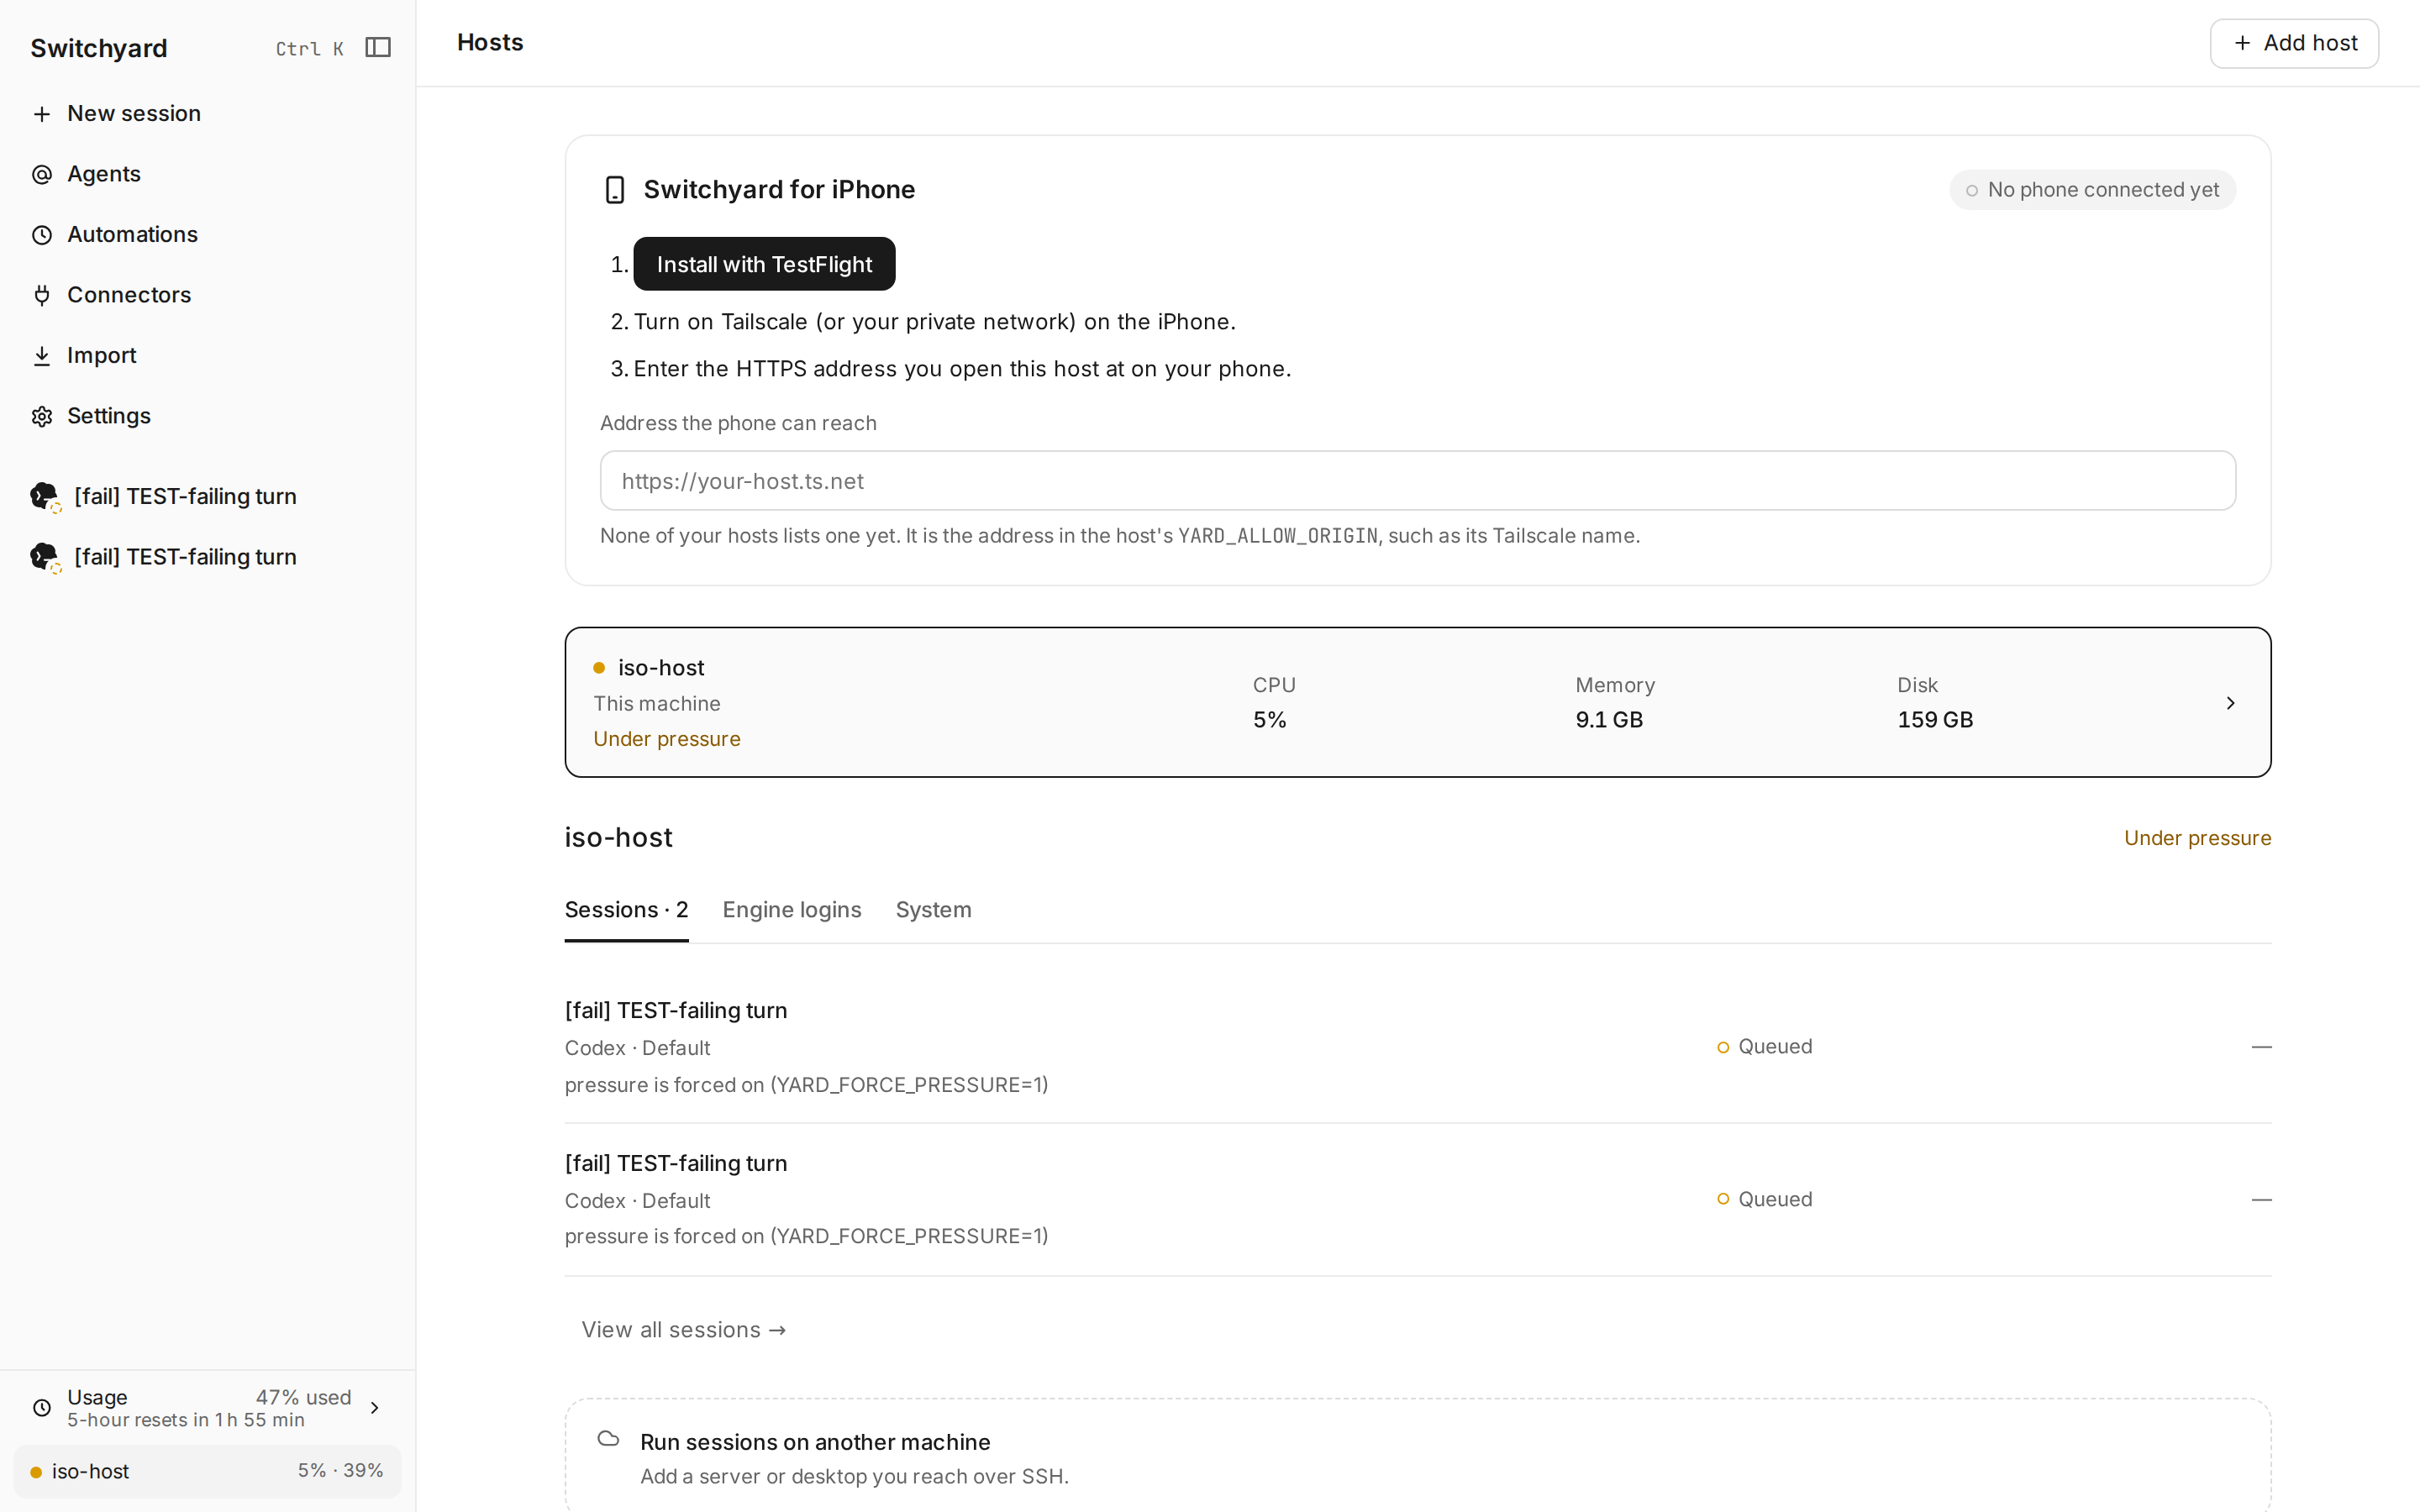 Switchyard
Ctrl K
New session
Agents
Automations
Connectors
Import
Settings
[fail] TEST-failing turn
[fail] TEST-failing turn
Usage
47% used
5-hour resets in 1 h 55 min
iso-host
5% · 39%
Hosts
Add host
Switchyard for iPhone
No phone connected yet
1. Install with TestFlight
2. Turn on Tailscale (or your private network) on the iPhone.
3. Enter the HTTPS address you open this host at on your phone.
Address the phone can reach
https://your-host.ts.net
None of your hosts lists one yet. It is the address in the host's YARD_ALLOW_ORIGIN, such as its Tailscale name.
iso-host
This machine
Under pressure
CPU
5%
Memory
9.1 GB
Disk
159 GB
iso-host
Under pressure
Sessions · 2
Engine logins
System
[fail] TEST-failing turn
Codex · Default
pressure is forced on (YARD_FORCE_PRESSURE=1)
Queued
—
[fail] TEST-failing turn
Codex · Default
pressure is forced on (YARD_FORCE_PRESSURE=1)
Queued
—
View all sessions →
Run sessions on another machine
Add a server or desktop you reach over SSH.